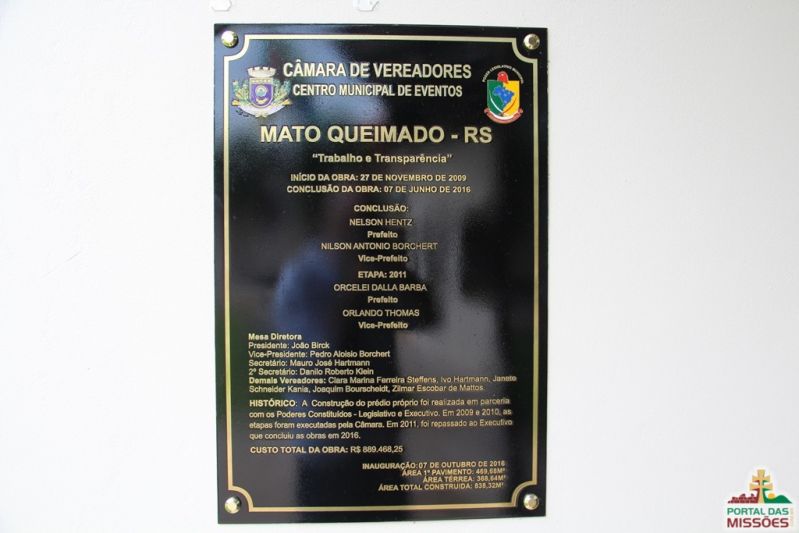 CÂMARA DE VEREADORES
CENTRO MUNICIPAL DE EVENTOS
MATO QUEIMADO - RS
“Trabalho e Transparência”
INÍCIO DA OBRA: 27 DE NOVEMBRO DE 2009
CONCLUSÃO DA OBRA: 07 DE JUNHO DE 2016
CONCLUSÃO:
NELSON HENTZ
Prefeito
NILSON ANTONIO BORCHERT
Vice-Prefeito
ETAPA: 2011
ORCELEI DALLA BARBA
Prefeito
ORLANDO THOMAS
Vice-Prefeito
Mesa Diretora
Presidente: João Birck
Vice-Presidente: Pedro Aloisio Borchert
Secretário: Mauro José Hartmann
2º Secretário: Danilo Roberto Klein
Demais Vereadores: Clara Marina Ferreira Steffens, Ivo Hartmann, Janete
Schneider Kania, Joaquim Bourscheidt, Zilmar Escobar de Mattos.
HISTÓRICO: A Construção do prédio próprio foi realizada em parceria
com os Poderes Constituídos - Legislativo e Executivo. Em 2009 e 2010, as
etapas foram executadas pela Câmara. Em 2011, foi repassado ao Executivo
que concluiu as obras em 2016.
CUSTO TOTAL DA OBRA: R$ 889.468,25
INAUGURAÇÃO: 07 DE OUTUBRO DE 2016
ÁREA 1º PAVIMENTO: 469,68M²
ÁREA TÉRREA: 368,64M²
ÁREA TOTAL CONSTRUIDA: 838,32M²
PORTAL DAS
MISSÕES